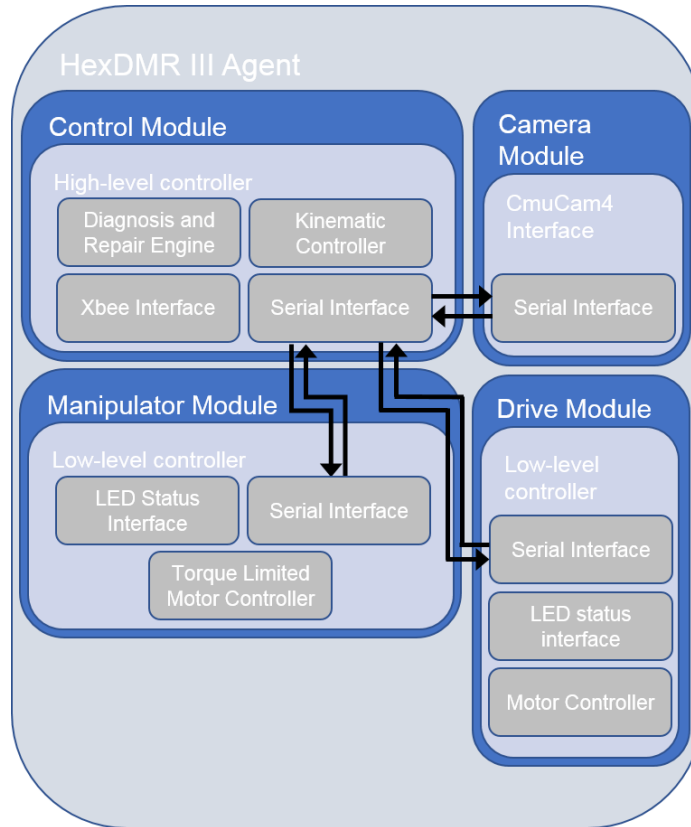 HexDMR III Agent
Control Module
High-level controller
Diagnosis and
Repair Engine
Kinematic
Controller
Xbee Interface
Serial Interface
Camera
Module
CmuCam4
Interface
Serial Interface
Manipulator Module
Low-level controller
LED Status
Interface
Serial Interface
Torque Limited
Motor Controller
Drive Module
Low-level
controller
Serial Interface
LED status
interface
Motor Controller